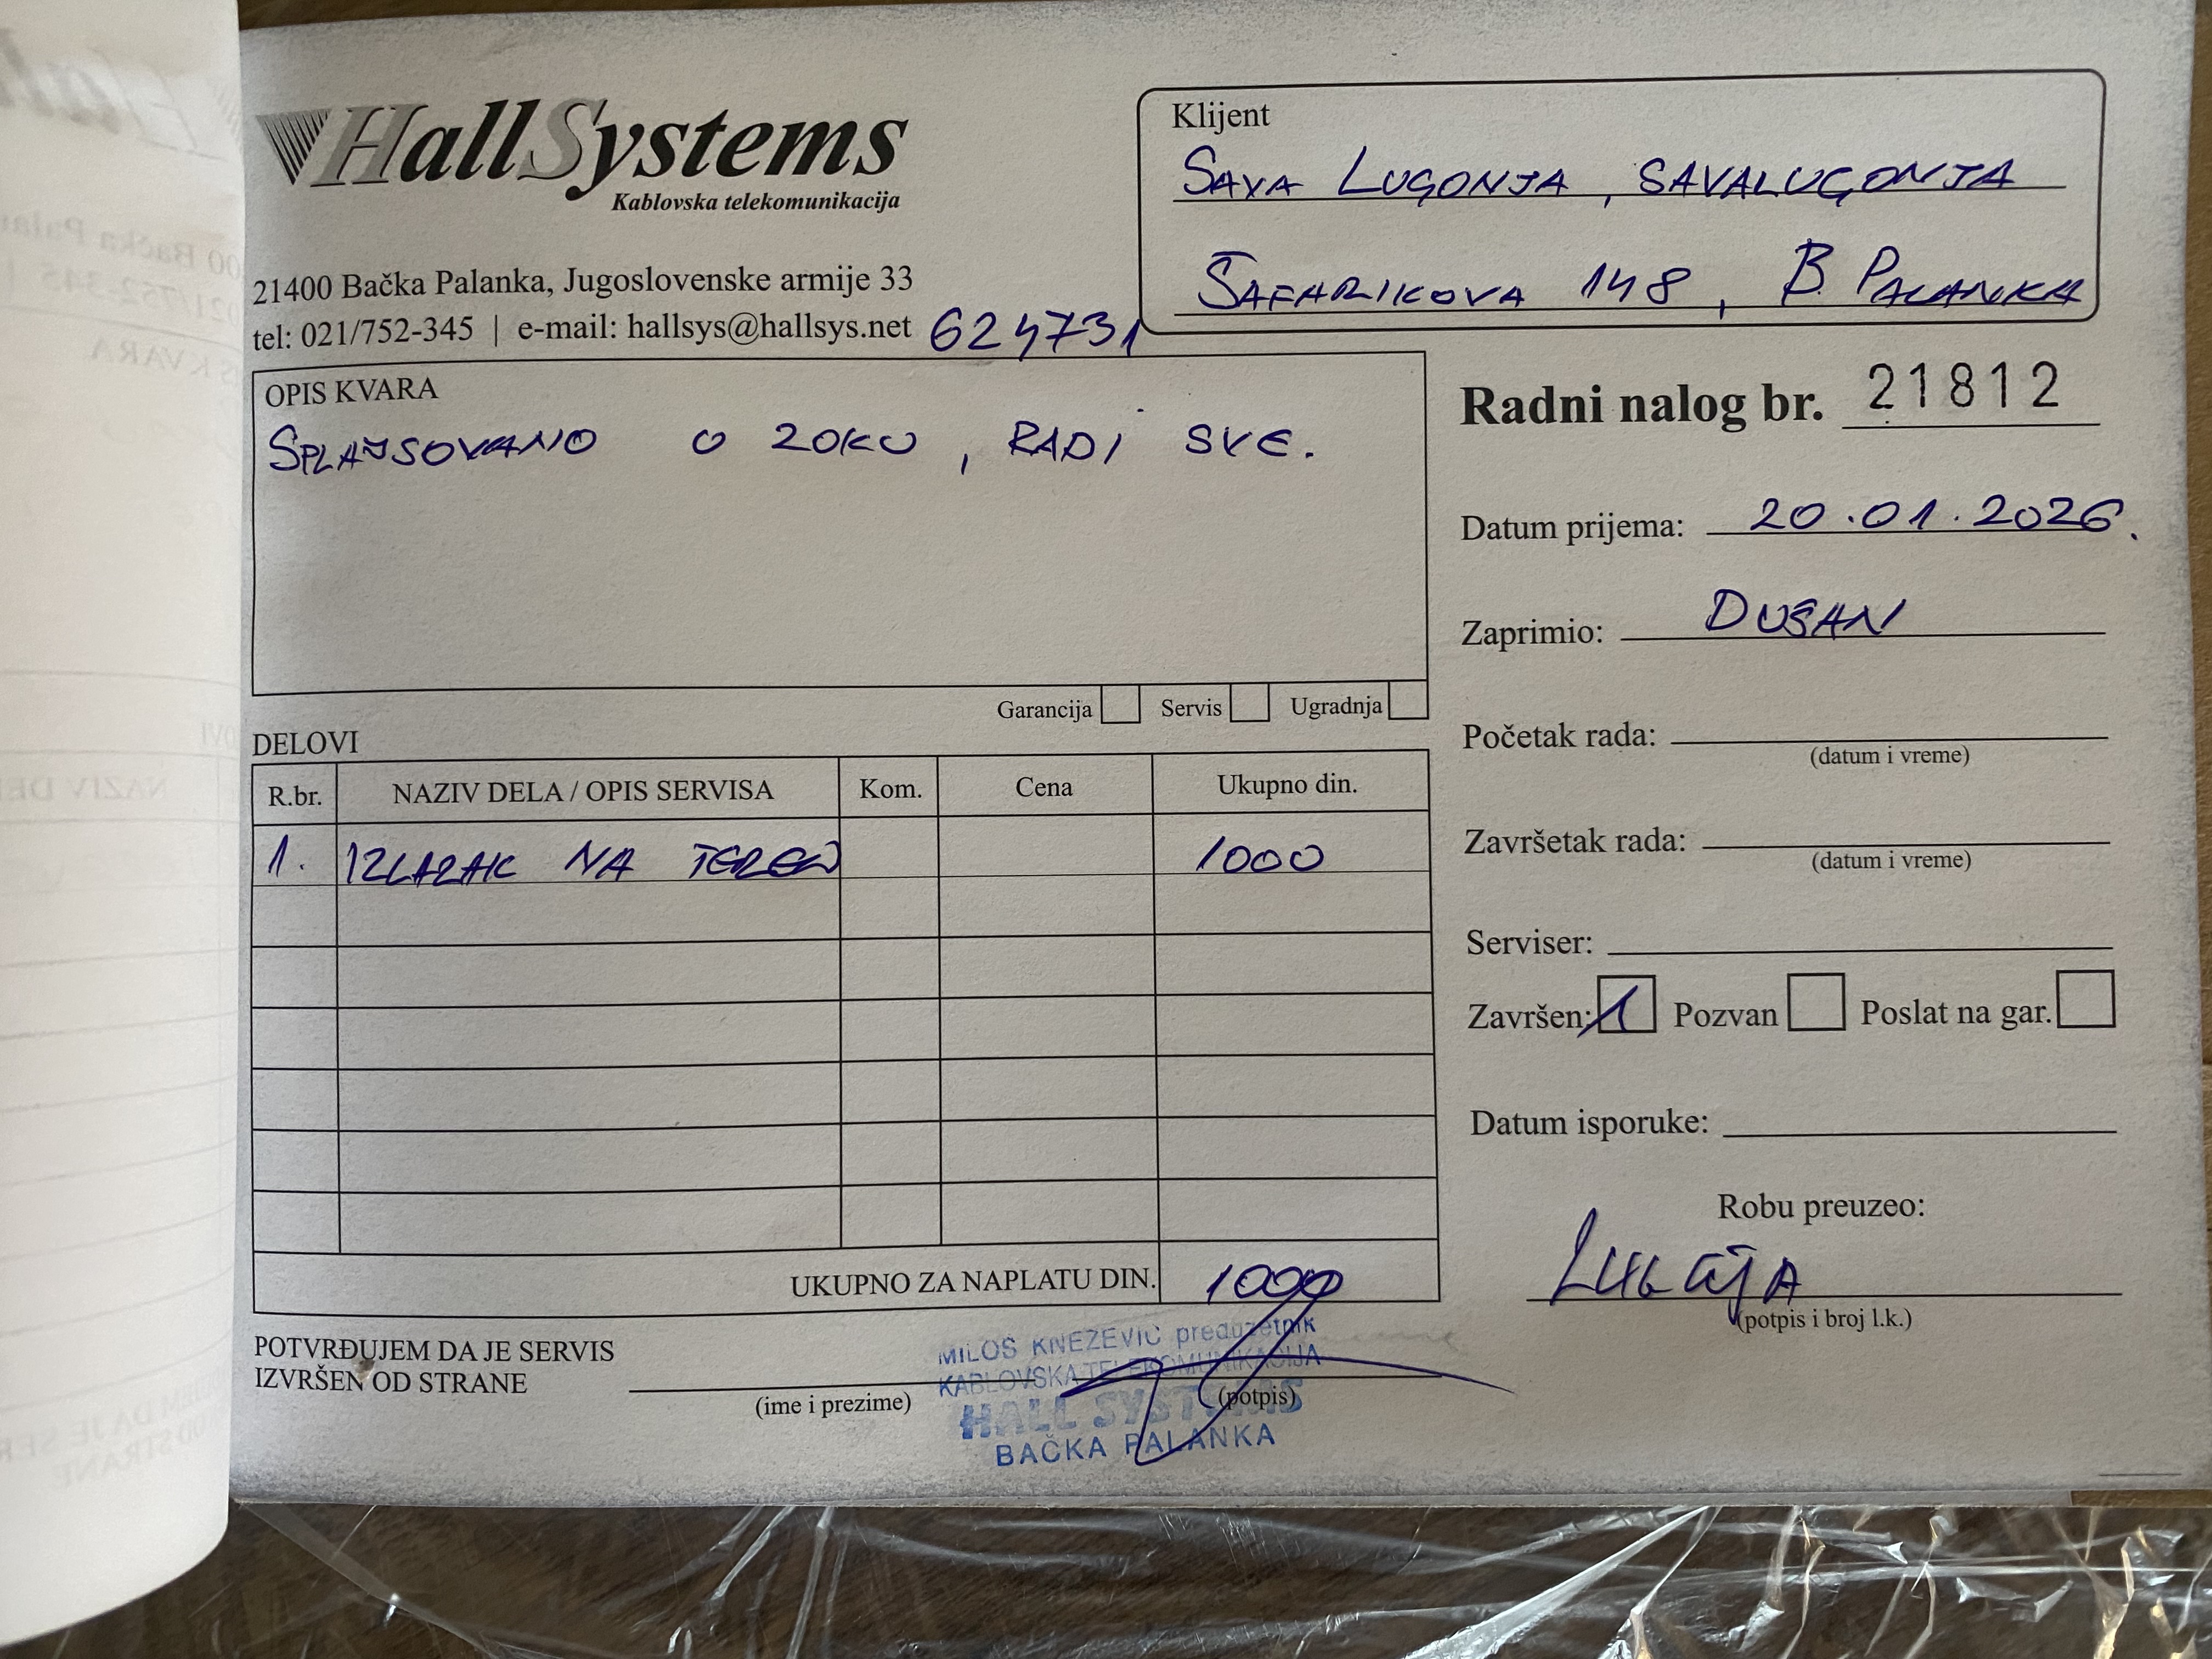 HallSystems
Kablovska telekomunikacija
21400 Bačka Palanka, Jugoslovenske armije 33
tel: 021/752-345 | e-mail: hallsys@hallsys.net 624731
Klijent
SAVA LUGONJA, SAVALUGONJA
ŠAFARIKOVA 148, B. PALANKA
OPIS KVARA
SPLAJSOVANO O ZOKU, RADI SVE.
Garancija Servis Ugradnja
Radni nalog br. 21812
Datum prijema: 20.01.2026.
Zaprimio: DUŠAN
Početak rada:
(datum i vreme)
Završetak rada:
(datum i vreme)
Serviser:
Završen: Pozvan Poslat na gar.
Datum isporuke:
Robu preuzeo:
(potpis i broj l.k.)
DELOVI
R.br. NAZIV DELA / OPIS SERVISA Kom. Cena Ukupno din.
1. IZLAZAK NA TEREN 1000
UKUPNO ZA NAPLATU DIN. 1000
POTVRĐUJEM DA JE SERVIS
IZVRŠEN OD STRANE
(ime i prezime)
(potpis)
MILOŠ KNEŽEVIĆ preduzetnik
KABLOVSKA TELEKOMUNIKACIJA
HALL SYSTEMS
BAČKA PALANKA